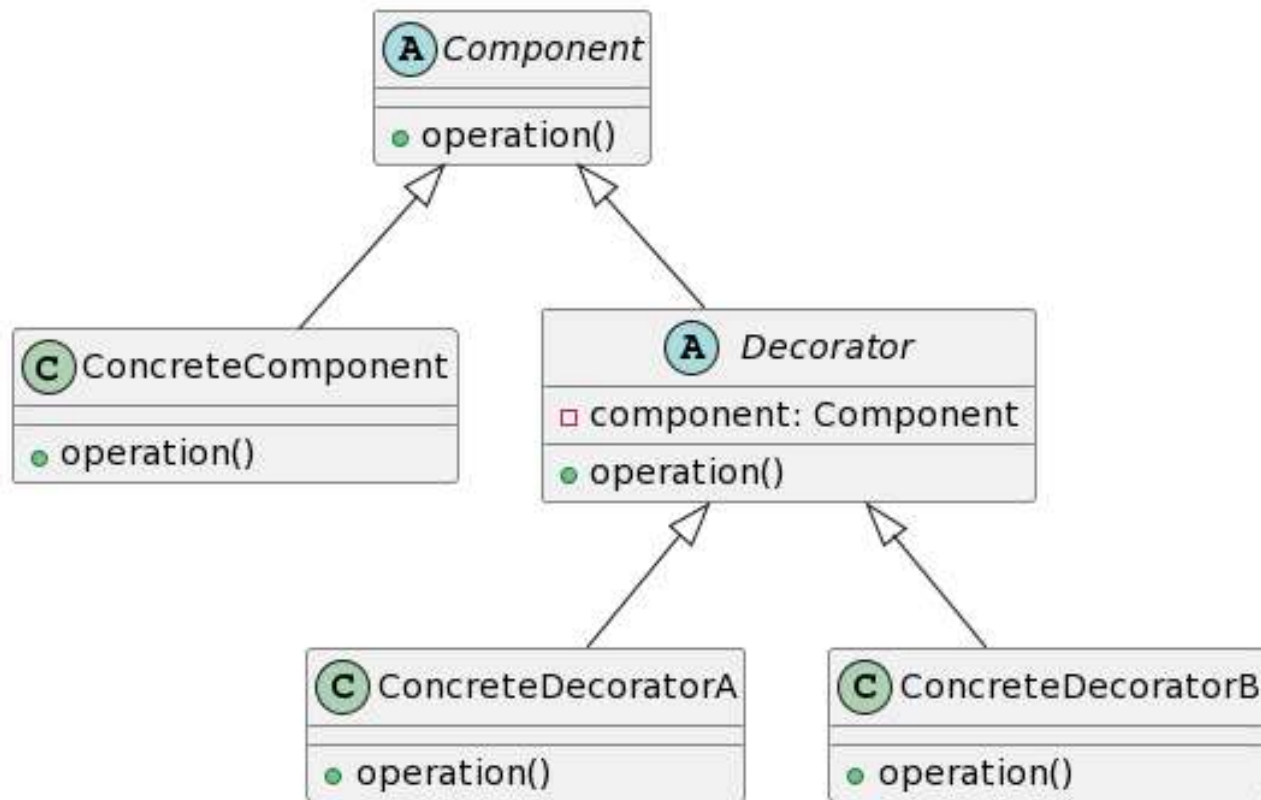 A Component
operation()
C ConcreteComponent
operation()
A Decorator
component: Component
operation()
C ConcreteDecoratorA
operation()
C ConcreteDecoratorB
operation()